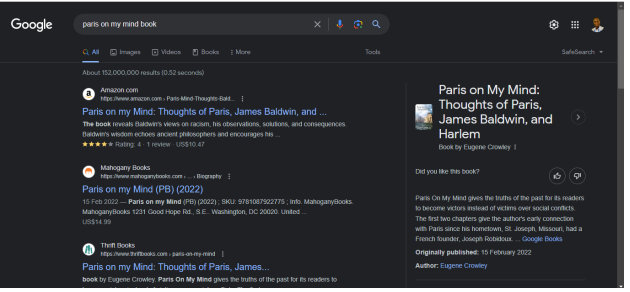 Google
paris on my mind book
All Images Videos Books More Tools SafeSearch
About 152,000,000 results (0.52 seconds)
Amazon.com
https://www.amazon.com › Paris-Mind-Thoughts-Bald...
Paris on my Mind: Thoughts of Paris, James Baldwin, and ...
The book reveals Baldwin's views on racism, his observations, solutions, and consequences.
Baldwin's wisdom echoes ancient philosophers and encourages his ...
Rating: 4 · 1 review · US$10.47
Mahogany Books
https://www.mahoganybooks.com › ... › Biography
Paris on my Mind (PB) (2022)
15 Feb 2022 — Paris on my Mind (PB) (2022) ; SKU: 9781087922775 ; Info. MahoganyBooks.
MahoganyBooks 1231 Good Hope Rd., S.E.. Washington, DC 20020. United ...
US$14.99
Thrift Books
https://www.thriftbooks.com › paris-on-my-mind
Paris on my Mind: Thoughts of Paris, James...
book by Eugene Crowley. Paris On My Mind gives the truths of the past for its readers to
Paris on My Mind:
Thoughts of Paris,
James Baldwin, and
Harlem
Book by Eugene Crowley
Did you like this book?
Paris On My Mind gives the truths of the past for its readers
to become victors instead of victims over social conflicts.
The first two chapters give the author's early connection
with Paris since his hometown, St. Joseph, Missouri, had a
French founder, Joseph Robidoux. ... Google Books
Originally published: 15 February 2022
Author: Eugene Crowley